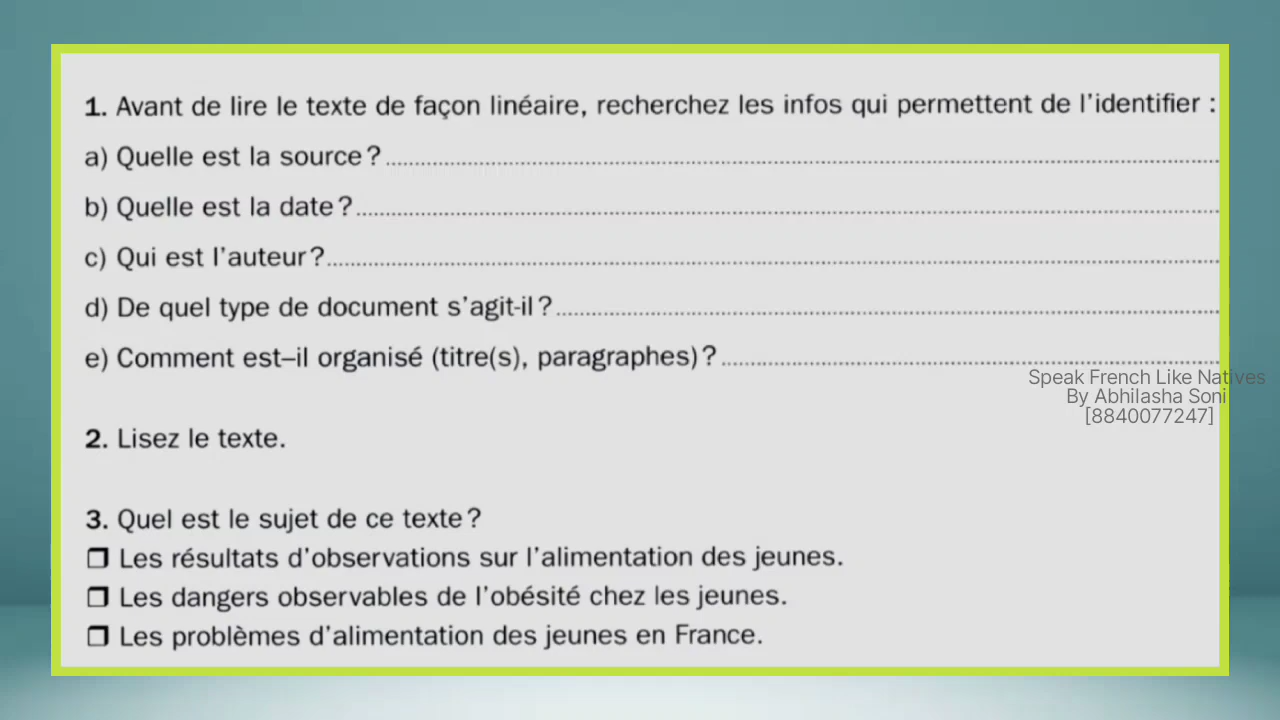 1. Avant de lire le texte de façon linéaire, recherchez les infos qui permettent de l'identifier :
a) Quelle est la source ?
b) Quelle est la date ?
c) Qui est l'auteur ?
d) De quel type de document s'agit-il ?
e) Comment est–il organisé (titre(s), paragraphes) ?
Speak French Like Natives
By Abhilasha Soni
[8840077247]
2. Lisez le texte.
3. Quel est le sujet de ce texte ?
❒ Les résultats d'observations sur l'alimentation des jeunes.
❒ Les dangers observables de l'obésité chez les jeunes.
❒ Les problèmes d'alimentation des jeunes en France.